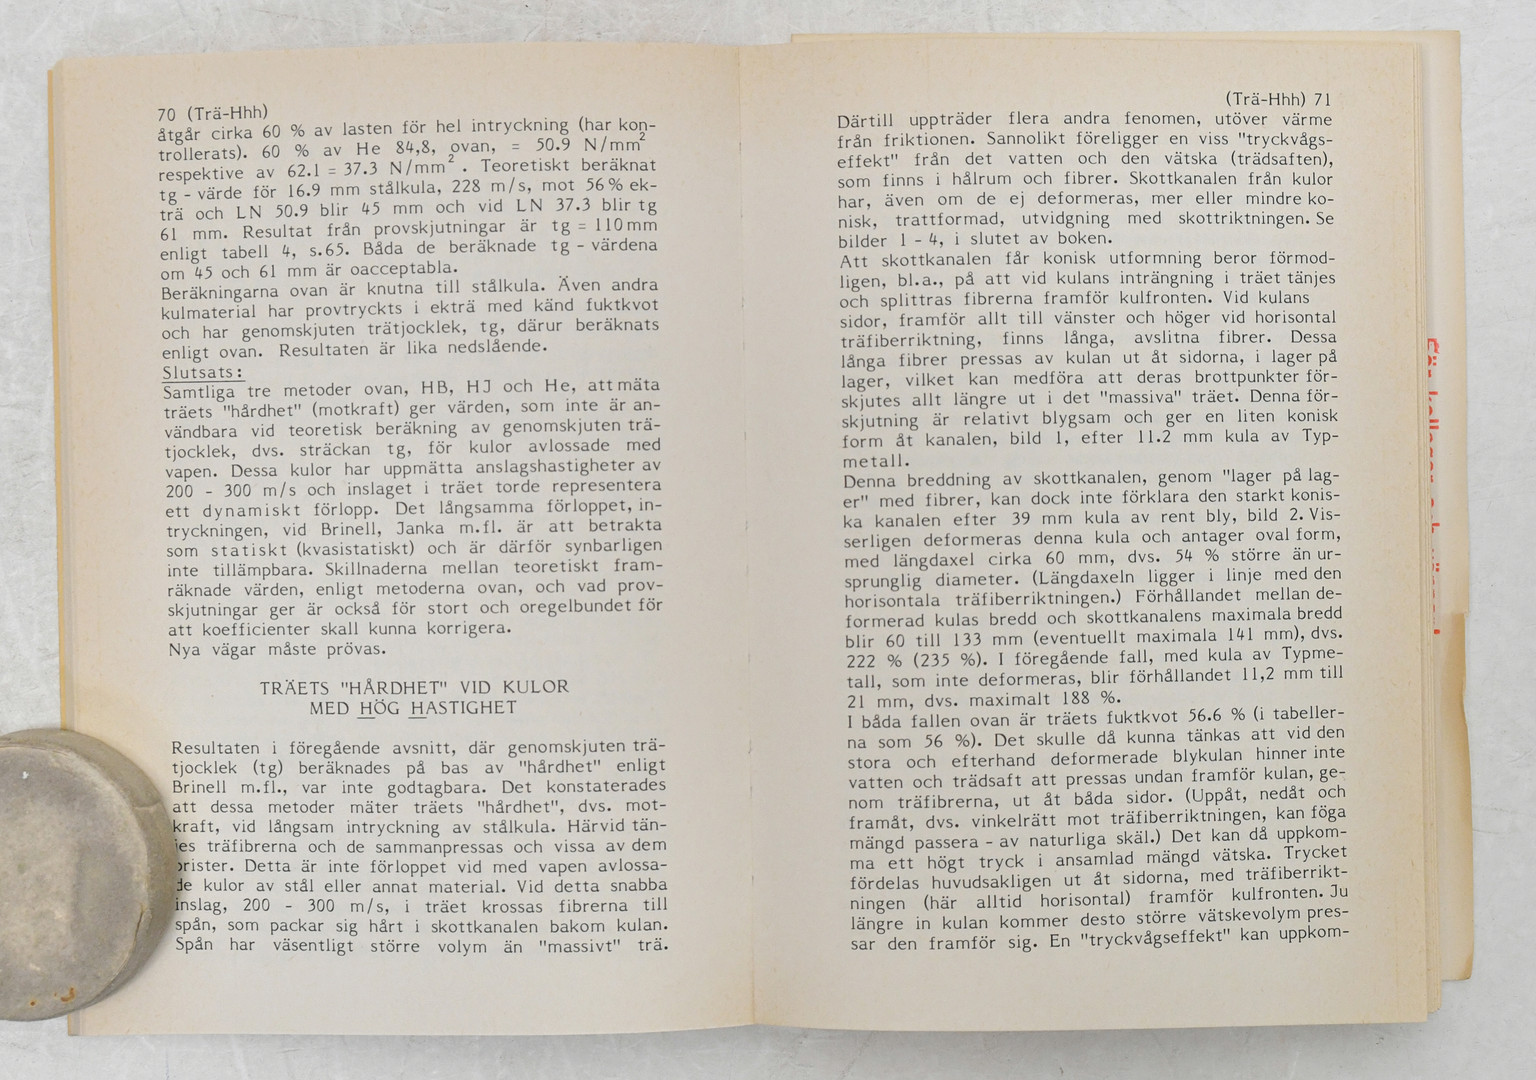 70 (Trä-Hhh)
åtgår cirka 60 % av lasten för hel intryckning (har kon-
trollerats). 60 % av He 84,8, ovan, = 50.9 N/mm²
respektive av 62.1 = 37.3 N/mm². Teoretiskt beräknat
tg - värde för 16.9 mm stålkula, 228 m/s, mot 56 % ek-
trä och LN 50.9 blir 45 mm och vid LN 37.3 blir tg
61 mm. Resultat från provskjutningar är tg = 110 mm
enligt tabell 4, s.65. Båda de beräknade tg - värdena
om 45 och 61 mm är oacceptabla.
Beräkningarna ovan är knutna till stålkula. Även andra
kulmaterial har provtryckts i ekträ med känd fuktkvot
och har genomskjuten trätjocklek, tg, därur beräknats
enligt ovan. Resultaten är lika nedslående.
Slutsats:
Samtliga tre metoder ovan, HB, HJ och He, att mäta
träets "hårdhet" (motkraft) ger värden, som inte är an-
vändbara vid teoretisk beräkning av genomskjuten trä-
tjocklek, dvs. sträckan tg, för kulor avlossade med
vapen. Dessa kulor har uppmätta anslagshastigheter av
200 - 300 m/s och inslaget i träet torde representera
ett dynamiskt förlopp. Det långsamma förloppet, in-
tryckningen, vid Brinell, Janka m.fl. är att betrakta
som statiskt (kvasistatiskt) och är därför synbarligen
inte tillämpbara. Skillnaderna mellan teoretiskt fram-
räknade värden, enligt metoderna ovan, och vad prov-
skjutningar ger är också för stort och oregelbundet för
att koefficienter skall kunna korrigera.
Nya vägar måste prövas.
TRÄETS "HÅRDHET" VID KULOR
MED HÖG HASTIGHET
Resultaten i föregående avsnitt, där genomskjuten trä-
tjocklek (tg) beräknades på bas av "hårdhet" enligt
Brinell m.fl., var inte godtagbara. Det konstaterades
att dessa metoder mäter träets "hårdhet", dvs. mot-
kraft, vid långsam intryckning av stålkula. Härvid tän-
jes träfibrerna och de sammanpressas och vissa av dem
brister. Detta är inte förloppet vid med vapen avlossa-
de kulor av stål eller annat material. Vid detta snabba
inslag, 200 - 300 m/s, i träet krossas fibrerna till
spån, som packar sig hårt i skottkanalen bakom kulan.
Spån har väsentligt större volym än "massivt" trä.
(Trä-Hhh) 71
Därtill uppträder flera andra fenomen, utöver värme
från friktionen. Sannolikt föreligger en viss "tryckvågs-
effekt" från det vatten och den vätska (trädsaften),
som finns i hålrum och fibrer. Skottkanalen från kulor
har, även om de ej deformeras, mer eller mindre ko-
nisk, trattformad, utvidgning med skottriktningen. Se
bilder 1 - 4, i slutet av boken.
Att skottkanalen får konisk utformning beror förmod-
ligen, bl.a., på att vid kulans inträngning i träet tänjes
och splittras fibrerna framför kulfronten. Vid kulans
sidor, framför allt till vänster och höger vid horisontal
träfiberriktning, finns långa, avslitna fibrer. Dessa
långa fibrer pressas av kulan ut åt sidorna, i lager på
lager, vilket kan medföra att deras brottpunkter för-
skjutes allt längre ut i det "massiva" träet. Denna för-
skjutning är relativt blygsam och ger en liten konisk
form åt kanalen, bild 1, efter 11.2 mm kula av Typ-
metall.
Denna breddning av skottkanalen, genom "lager på lag-
er" med fibrer, kan dock inte förklara den starkt konis-
ka kanalen efter 39 mm kula av rent bly, bild 2. Vis-
serligen deformeras denna kula och antager oval form,
med längdaxel cirka 60 mm, dvs. 54 % större än ur-
sprunglig diameter. (Längdaxeln ligger i linje med den
horisontala träfiberriktningen.) Förhållandet mellan de-
formerad kulas bredd och skottkanalens maximala bredd
blir 60 till 133 mm (eventuellt maximala 141 mm), dvs.
222 % (235 %). I föregående fall, med kula av Typme-
tall, som inte deformeras, blir förhållandet 11,2 mm till
21 mm, dvs. maximalt 188 %.
I båda fallen ovan är träets fuktkvot 56.6 % (i tabeller-
na som 56 %). Det skulle då kunna tänkas att vid den
stora och efterhand deformerade blykulan hinner inte
vatten och trädsaft att pressas undan framför kulan, ge-
nom träfibrerna, ut åt båda sidor. (Uppåt, nedåt och
framåt, dvs. vinkelrätt mot träfiberriktningen, kan föga
mängd passera - av naturliga skäl.) Det kan då uppkom-
ma ett högt tryck i ansamlad mängd vätska. Trycket
fördelas huvudsakligen ut åt sidorna, med träfiberrikt-
ningen (här alltid horisontal) framför kulfronten. Ju
längre in kulan kommer desto större vätskevolym pres-
sar den framför sig. En "tryckvågseffekt" kan uppkom-